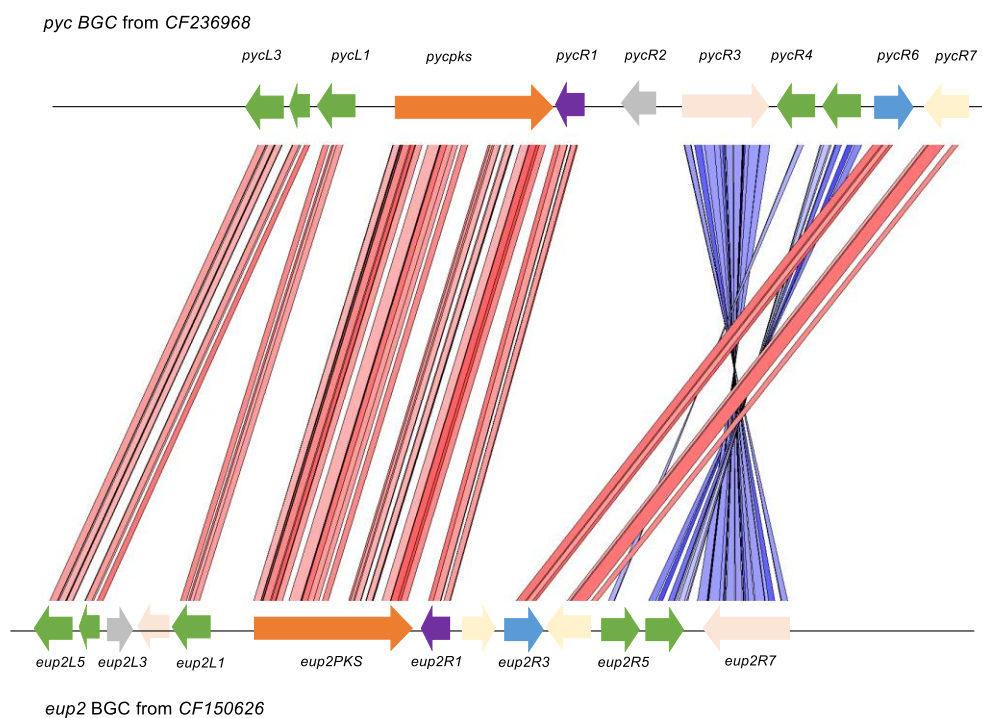 pyc BGC from CF236968
pycL3 pycL1 pycpks pycR1 pycR2 pycR3 pycR4 pycR6 pycR7
eup2L5 eup2L3 eup2L1 eup2PKS eup2R1 eup2R3 eup2R5 eup2R7
eup2 BGC from CF150626